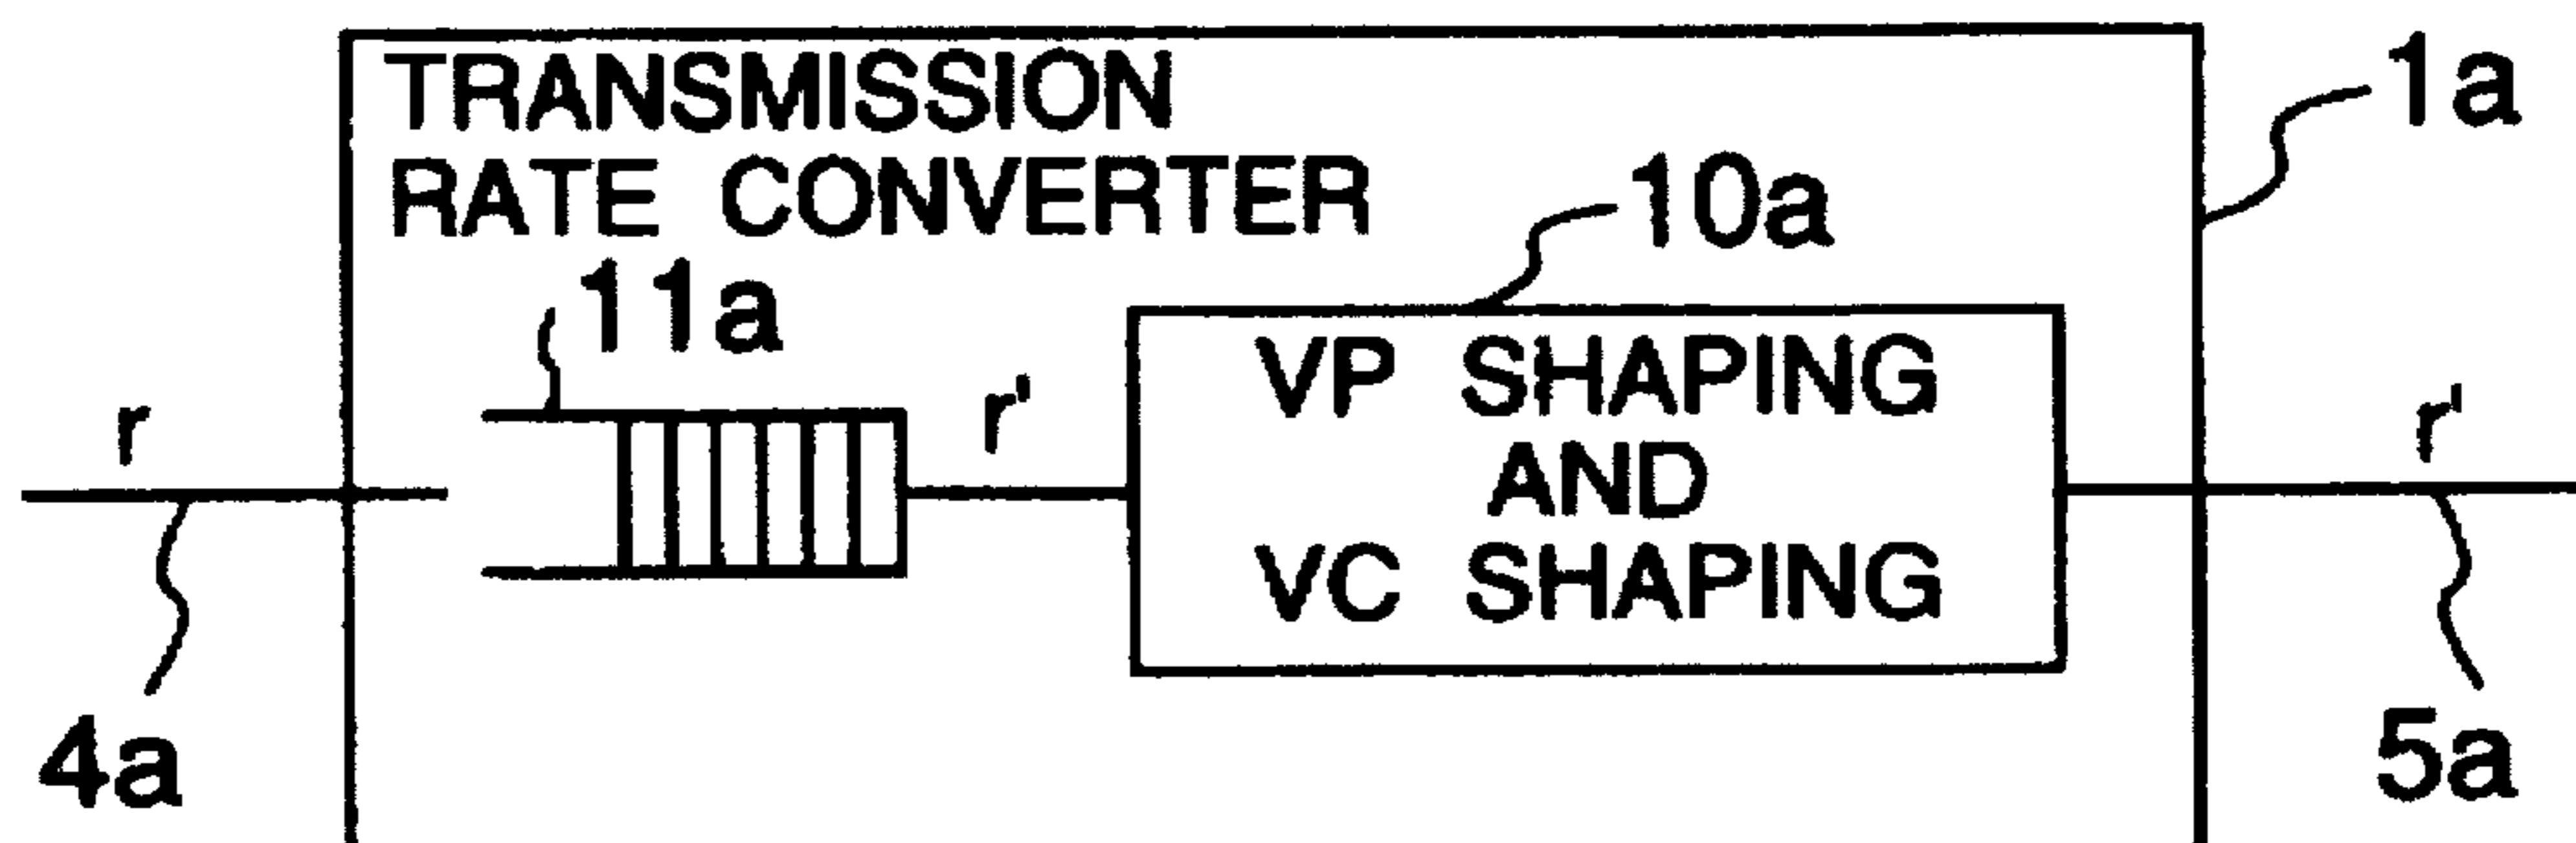 TRANSMISSION
RATE CONVERTER
1a
10a
11a
r
r'
VP SHAPING
AND
VC SHAPING
r'
4a
5a